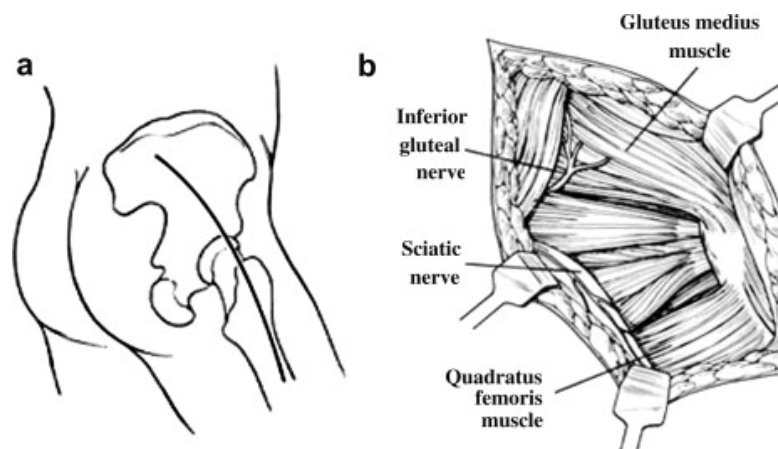 a
b
Gluteus medius
muscle
Inferior
gluteal
nerve
Sciatic
nerve
Quadratus
femoris
muscle